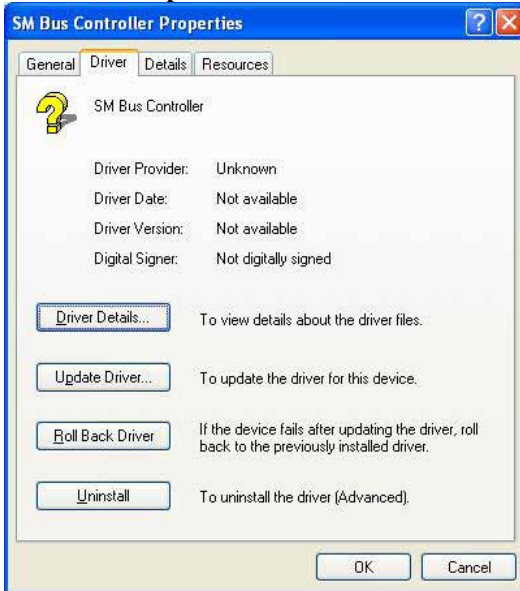 SM Bus Controller Properties
General Driver Details Resources
SM Bus Controller
Driver Provider: Unknown
Driver Date: Not available
Driver Version: Not available
Digital Signer: Not digitally signed
Driver Details... To view details about the driver files.
Update Driver... To update the driver for this device.
Roll Back Driver If the device fails after updating the driver, roll
back to the previously installed driver.
Uninstall To uninstall the driver (Advanced).
OK Cancel